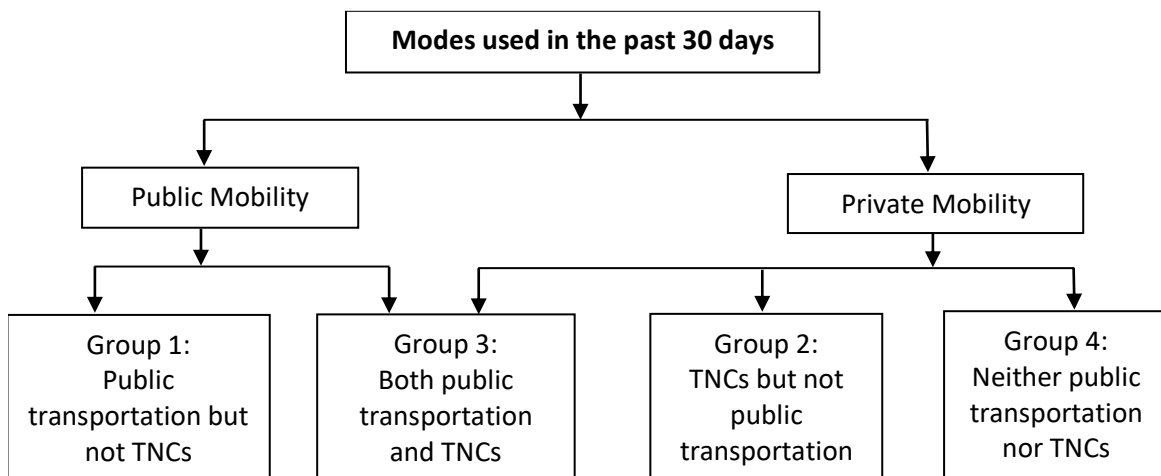 Modes used in the past 30 days
Public Mobility
Private Mobility
Group 1:
Public
transportation but
not TNCs
Group 3:
Both public
transportation
and TNCs
Group 2:
TNCs but not
public
transportation
Group 4:
Neither public
transportation
nor TNCs